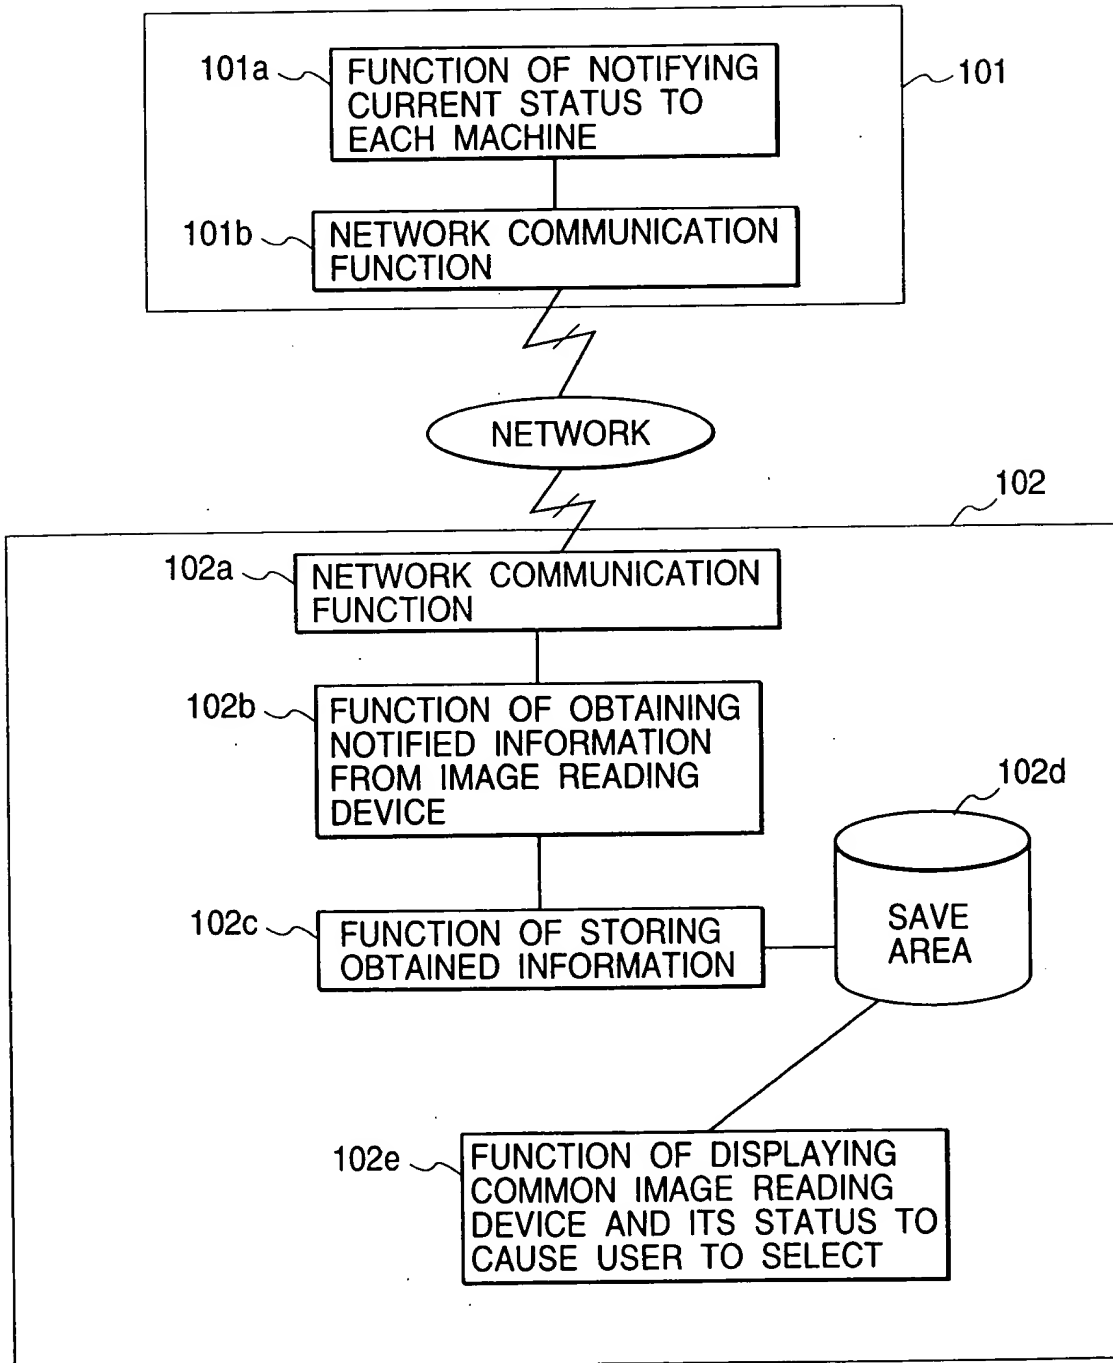 101a
FUNCTION OF NOTIFYING
CURRENT STATUS TO
EACH MACHINE
101
101b
NETWORK COMMUNICATION
FUNCTION
NETWORK
102
102a
NETWORK COMMUNICATION
FUNCTION
102b
FUNCTION OF OBTAINING
NOTIFIED INFORMATION
FROM IMAGE READING
DEVICE
102d
SAVE
AREA
102c
FUNCTION OF STORING
OBTAINED INFORMATION
102e
FUNCTION OF DISPLAYING
COMMON IMAGE READING
DEVICE AND ITS STATUS TO
CAUSE USER TO SELECT